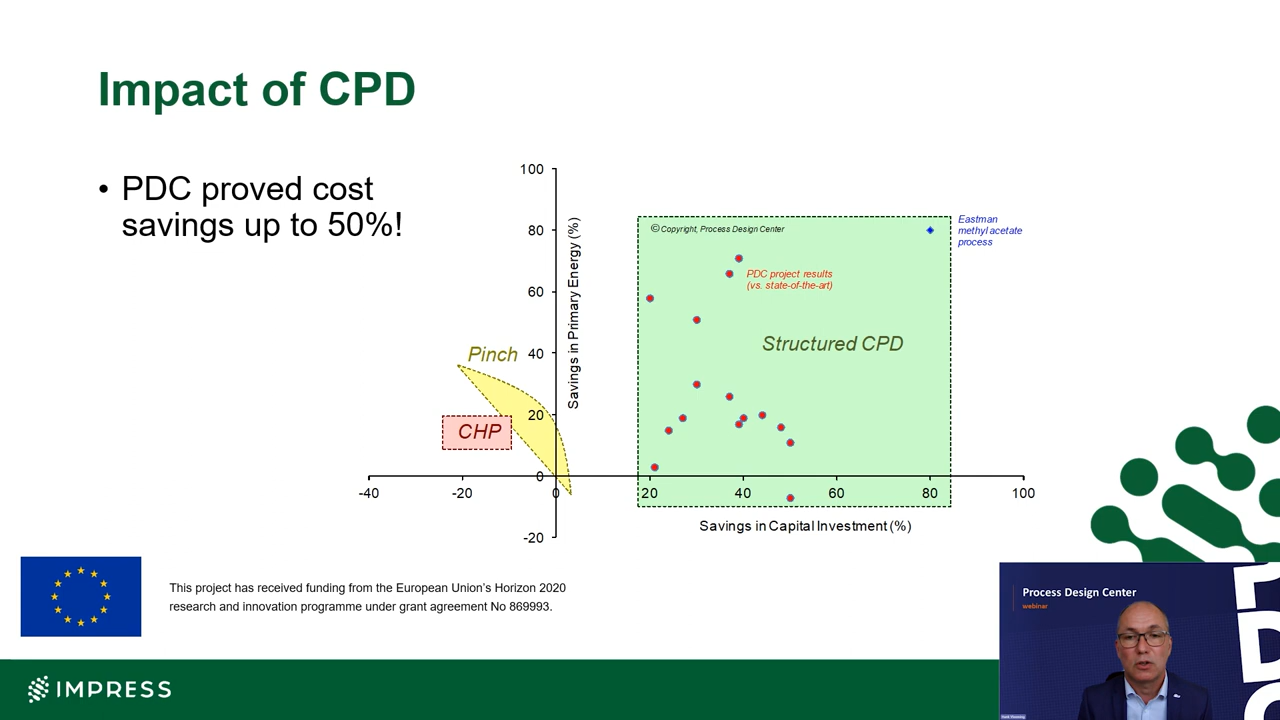 Impact of CPD
• PDC proved cost
savings up to 50%!
100
80
60
40
20
0
-20
Savings in Primary Energy (%)
-40
-20
0
20
40
60
80
100
Savings in Capital Investment (%)
© Copyright, Process Design Center
Eastman
methyl acetate
process
PDC project results
(vs. state-of-the-art)
Structured CPD
Pinch
CHP
This project has received funding from the European Union’s Horizon 2020
research and innovation programme under grant agreement No 869993.
Process Design Center
webinar
PDC
IMPRESS